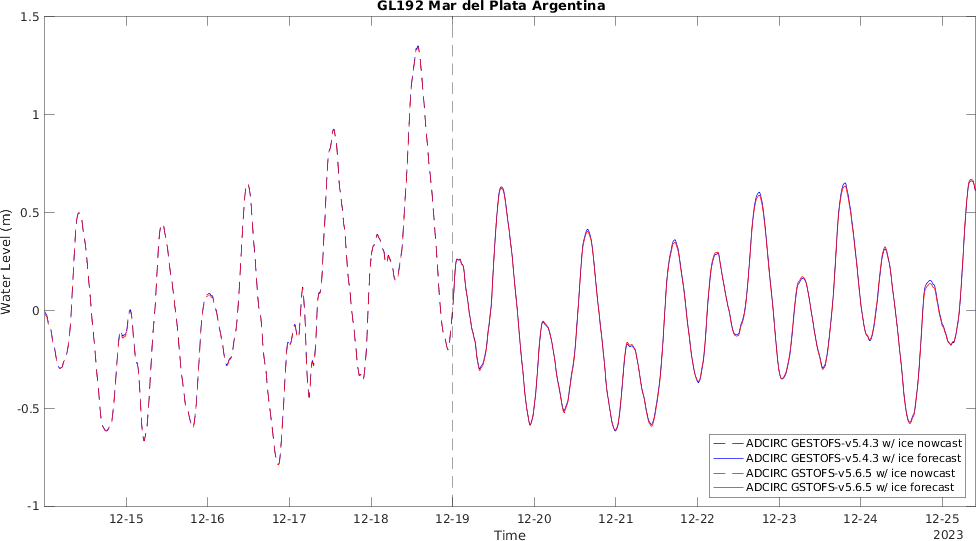 GL192 Mar del Plata Argentina
1.5
1
0.5
0
-0.5
-1
Water Level (m)
12-15 12-16 12-17 12-18 12-19 12-20 12-21 12-22 12-23 12-24 12-25
Time
2023
ADCIRC GESTOFS-v5.4.3 w/ ice nowcast
ADCIRC GESTOFS-v5.4.3 w/ ice forecast
ADCIRC GSTOFS-v5.6.5 w/ ice nowcast
ADCIRC GSTOFS-v5.6.5 w/ ice forecast